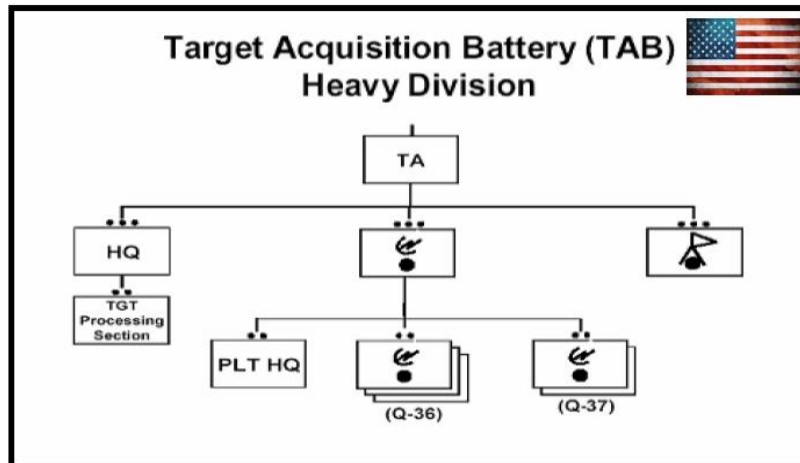 Target Acquisition Battery (TAB)
Heavy Division
TA
HQ
TGT
Processing
Section
PLT HQ
(Q-36)
(Q-37)